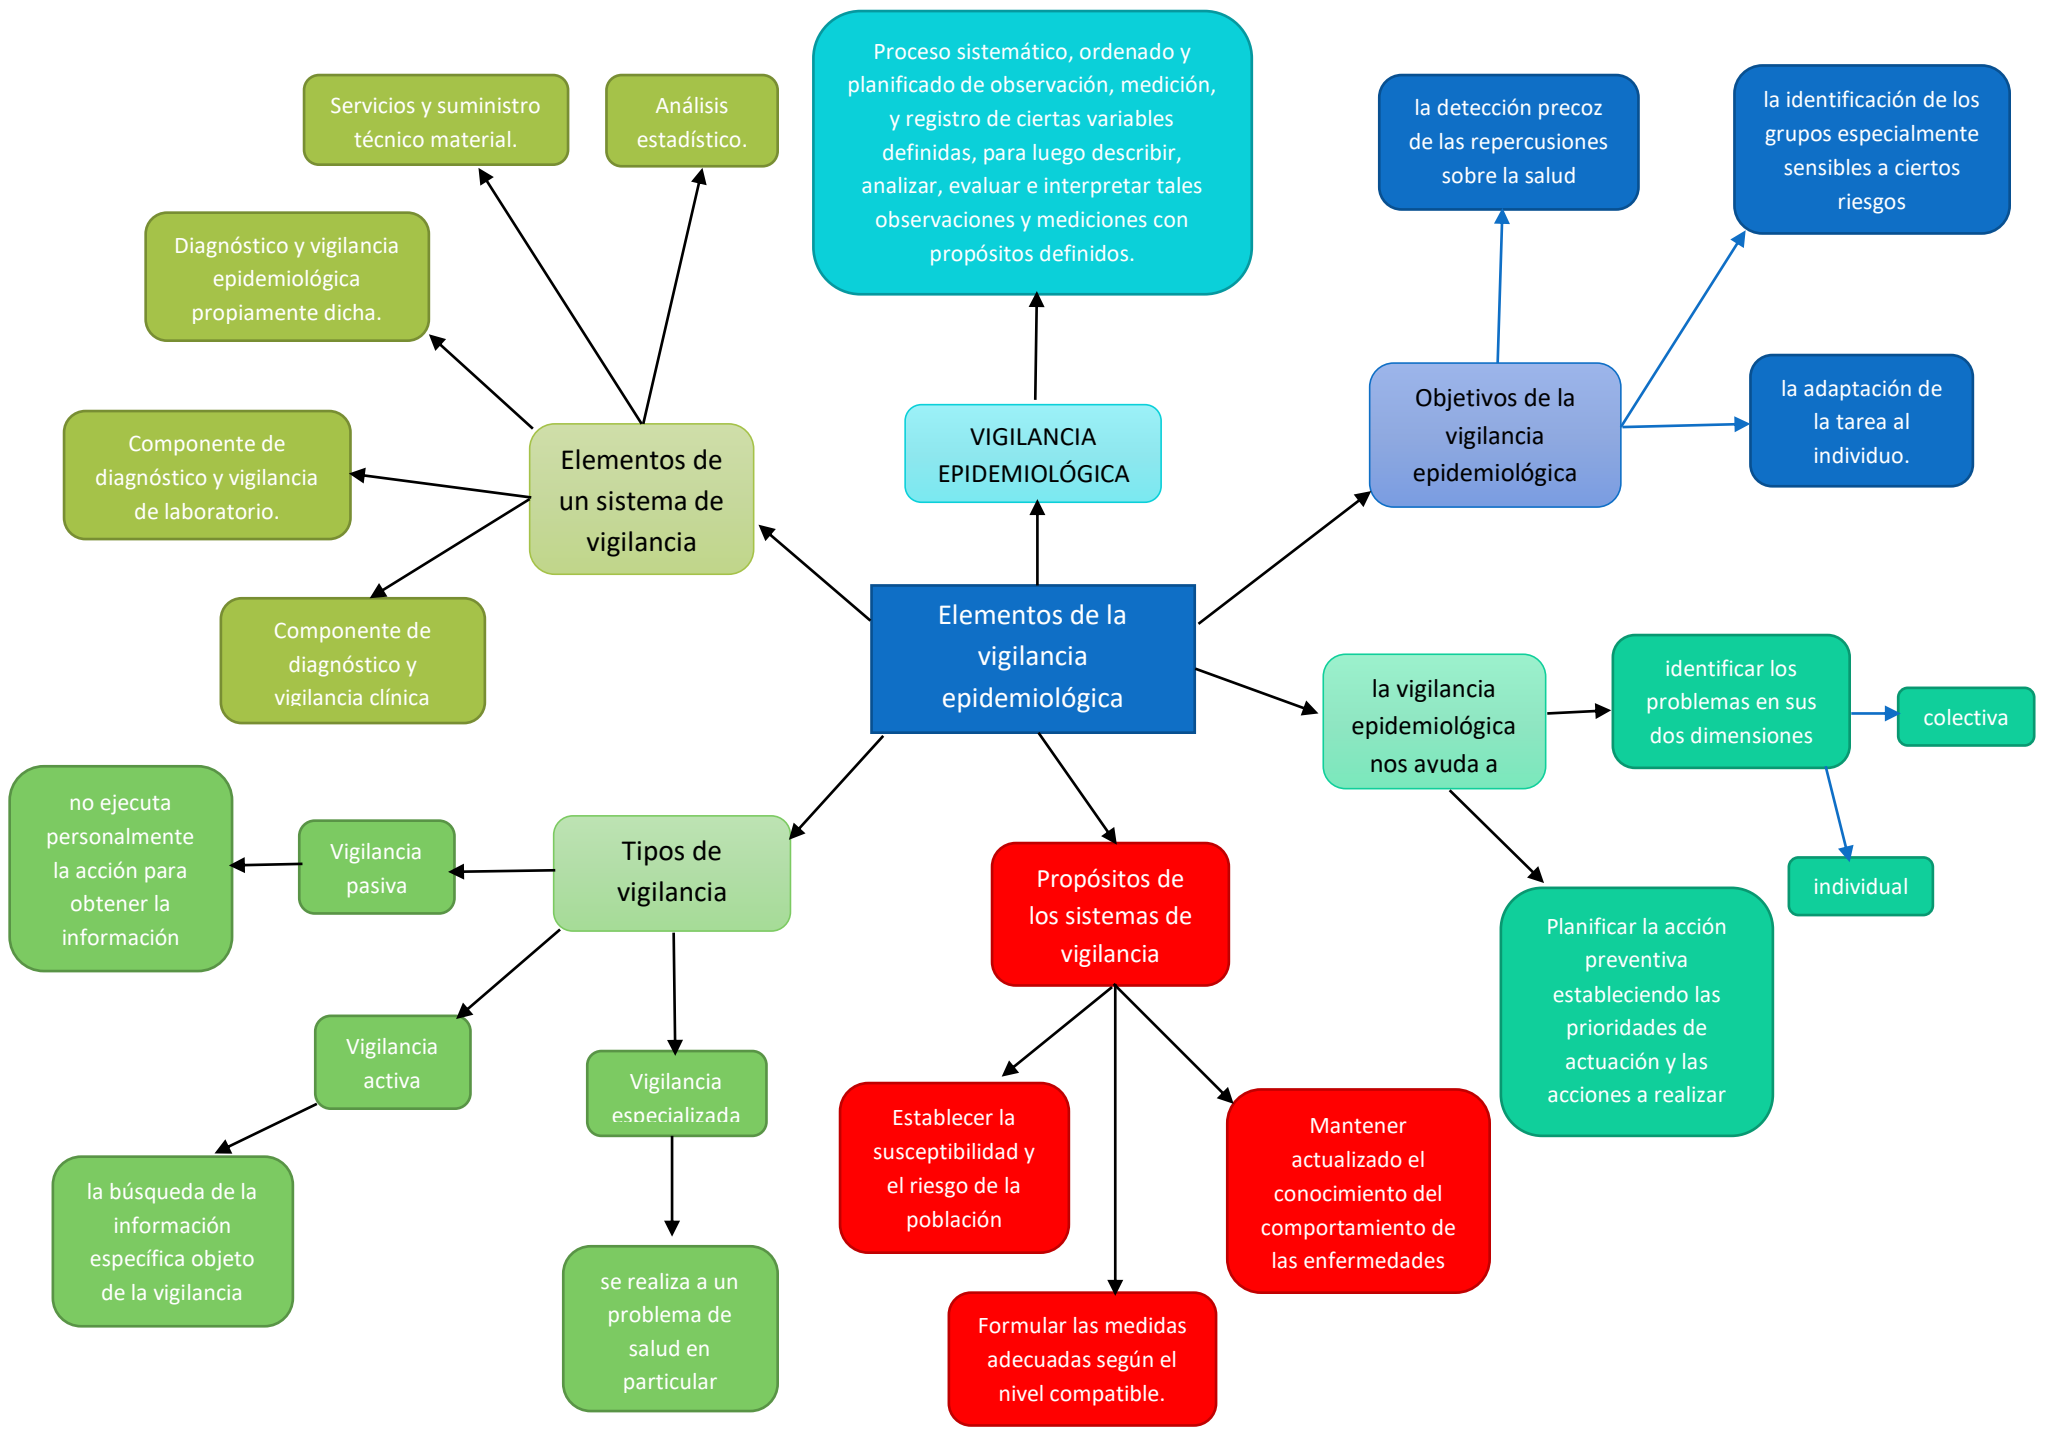 Proceso sistemático, ordenado y
planificado de observación, medición,
y registro de ciertas variables
definidas, para luego describir,
analizar, evaluar e interpretar tales
observaciones y mediciones con
propósitos definidos.
Servicios y suministro
técnico material.
Análisis
estadístico.
la detección precoz
de las repercusiones
sobre la salud
la identificación de los
grupos especialmente
sensibles a ciertos
riesgos
Diagnóstico y vigilancia
epidemiológica
propiamente dicha.
Componente de
diagnóstico y vigilancia
de laboratorio.
Elementos de
un sistema de
vigilancia
VIGILANCIA
EPIDEMIOLÓGICA
Objetivos de la
vigilancia
epidemiológica
la adaptación de
la tarea al
individuo.
Componente de
diagnóstico y
vigilancia clínica
Elementos de la
vigilancia
epidemiológica
la vigilancia
epidemiológica
nos ayuda a
identificar los
problemas en sus
dos dimensiones
colectiva
individual
no ejecuta
personalmente
la acción para
obtener la
información
Vigilancia
pasiva
Tipos de
vigilancia
Propósitos de
los sistemas de
vigilancia
Planificar la acción
preventiva
estableciendo las
prioridades de
actuación y las
acciones a realizar
Vigilancia
activa
Vigilancia
especializada
Establecer la
susceptibilidad y
el riesgo de la
población
Mantener
actualizado el
conocimiento del
comportamiento de
las enfermedades
la búsqueda de la
información
específica objeto
de la vigilancia
se realiza a un
problema de
salud en
particular
Formular las medidas
adecuadas según el
nivel compatible.